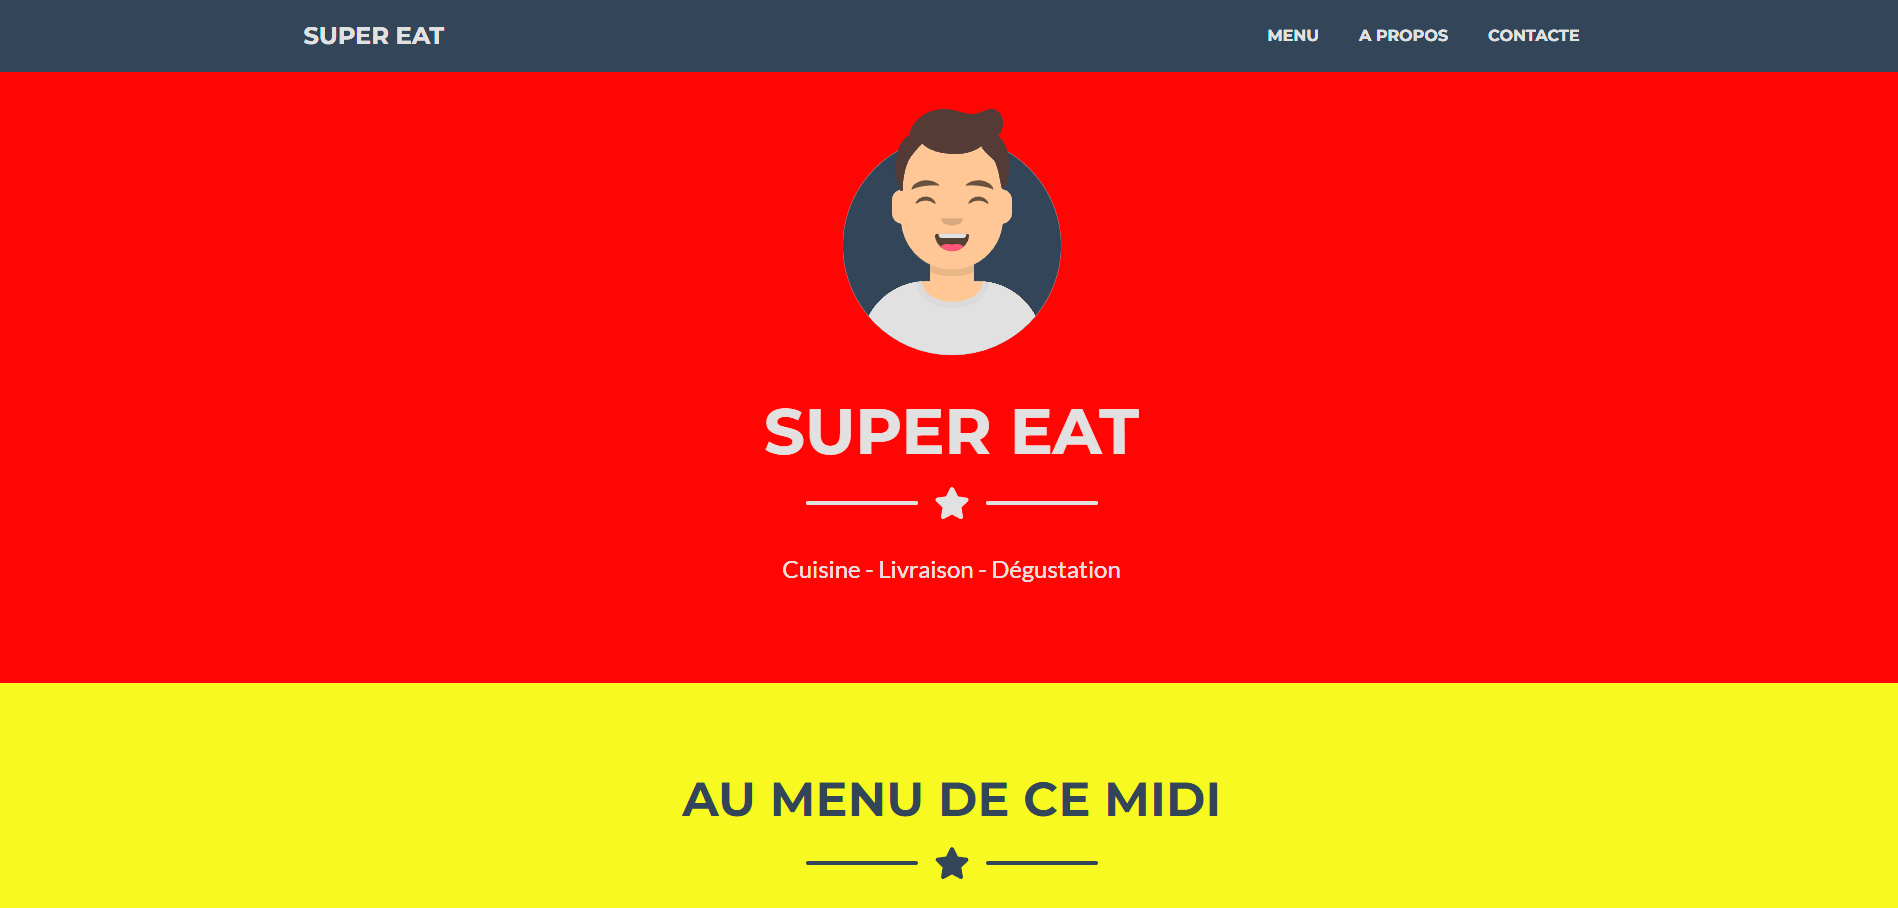 SUPER EAT
MENU A PROPOS CONTACTE
SUPER EAT
Cuisine - Livraison - Dégustation
AU MENU DE CE MIDI